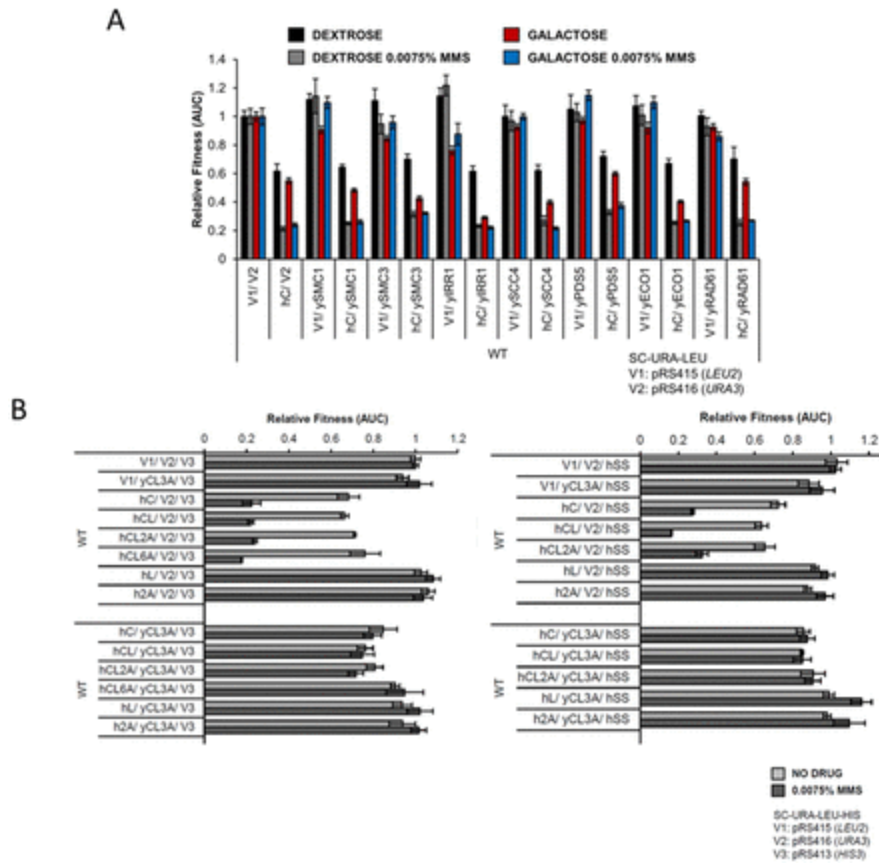 A
DEXTROSE
GALACTOSE
DEXTROSE 0.0075% MMS
GALACTOSE 0.0075% MMS
Relative Fitness (AUC)
1.4
1.2
1
0.8
0.6
0.4
0.2
0
V1/ V2
hC/ V2
V1/ ySMC1
hC/ ySMC1
V1/ ySMC3
hC/ ySMC3
V1/ yIRR1
hC/ yIRR1
V1/ ySCC4
hC/ ySCC4
V1/ yPDS5
hC/ yPDS5
V1/ yECO1
hC/ yECO1
V1/ yRAD61
hC/ yRAD61
WT
SC-URA-LEU
V1: pRS415 (LEU2)
V2: pRS416 (URA3)
B
Relative Fitness (AUC)
0 0.2 0.4 0.6 0.8 1 1.2
WT
V1/ V2/ V3
V1/ yCL3A/ V3
hC/ V2/ V3
hCL/ V2/ V3
hCL2A/ V2/ V3
hCL6A/ V2/ V3
hL/ V2/ V3
h2A/ V2/ V3
WT
hC/ yCL3A/ V3
hCL/ yCL3A/ V3
hCL2A/ yCL3A/ V3
hCL6A/ yCL3A/ V3
hL/ yCL3A/ V3
h2A/ yCL3A/ V3
Relative Fitness (AUC)
0 0.2 0.4 0.6 0.8 1 1.2
WT
V1/ V2/ hSS
V1/ yCL3A/ hSS
hC/ V2/ hSS
hCL/ V2/ hSS
hCL2A/ V2/ hSS
hL/ V2/ hSS
h2A/ V2/ hSS
WT
hC/ yCL3A/ hSS
hCL/ yCL3A/ hSS
hCL2A/ yCL3A/ hSS
hL/ yCL3A/ hSS
h2A/ yCL3A/ hSS
NO DRUG
0.0075% MMS
SC-URA-LEU-HIS
V1: pRS415 (LEU2)
V2: pRS416 (URA3)
V3: pRS413 (HIS3)